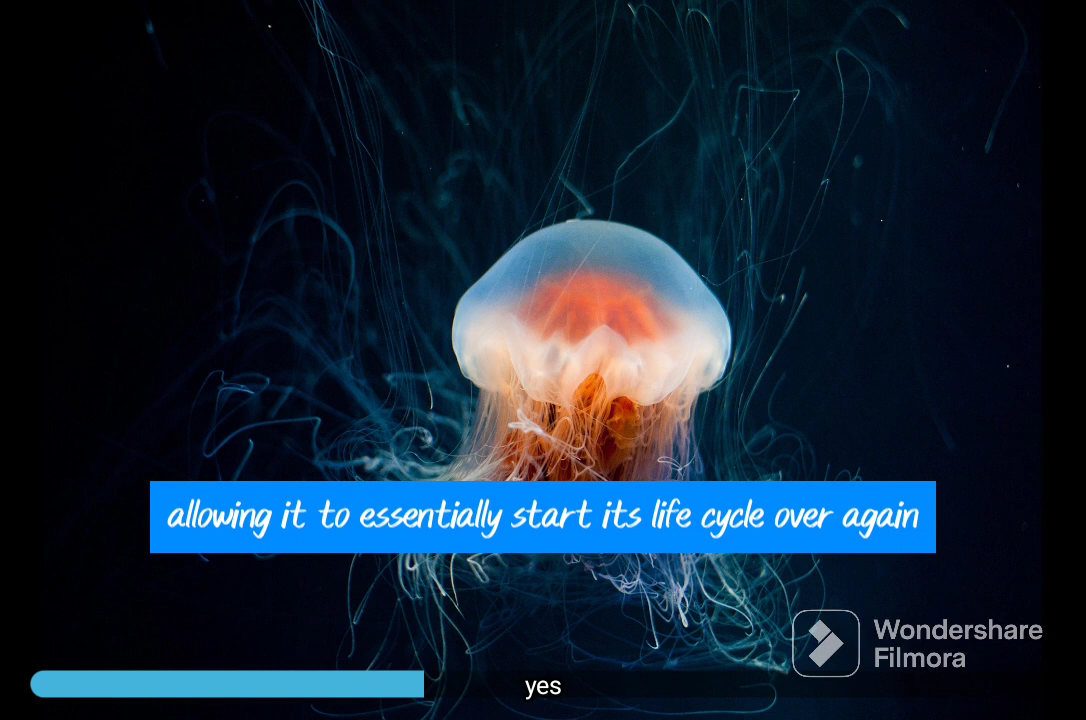 allowing it to essentially start its life cycle over again
Wondershare
Filmora
yes